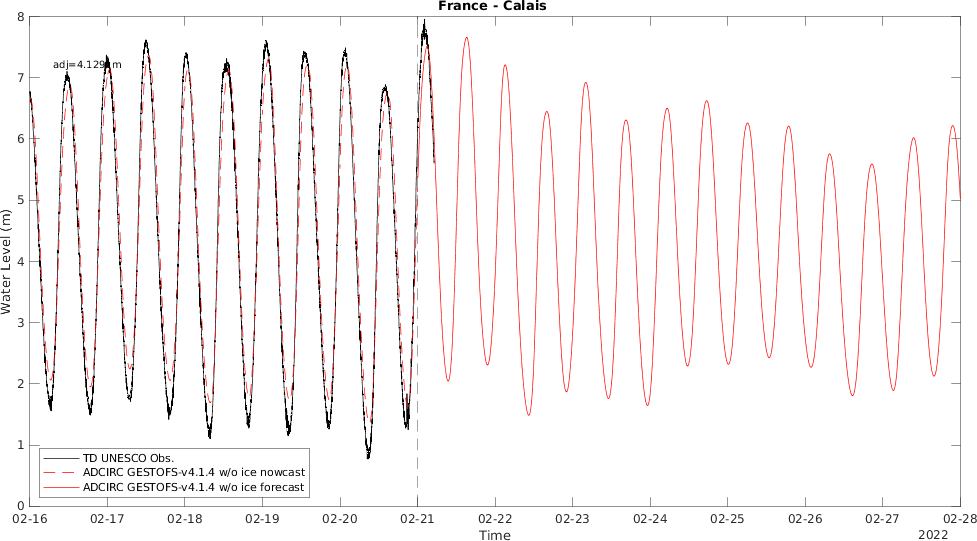 France - Calais
8
7
6
5
4
3
2
1
0
Water Level (m)
adj=4.1291m
TD UNESCO Obs.
ADCIRC GESTOFS-v4.1.4 w/o ice nowcast
ADCIRC GESTOFS-v4.1.4 w/o ice forecast
02-16 02-17 02-18 02-19 02-20 02-21 02-22 02-23 02-24 02-25 02-26 02-27 02-28
Time
2022